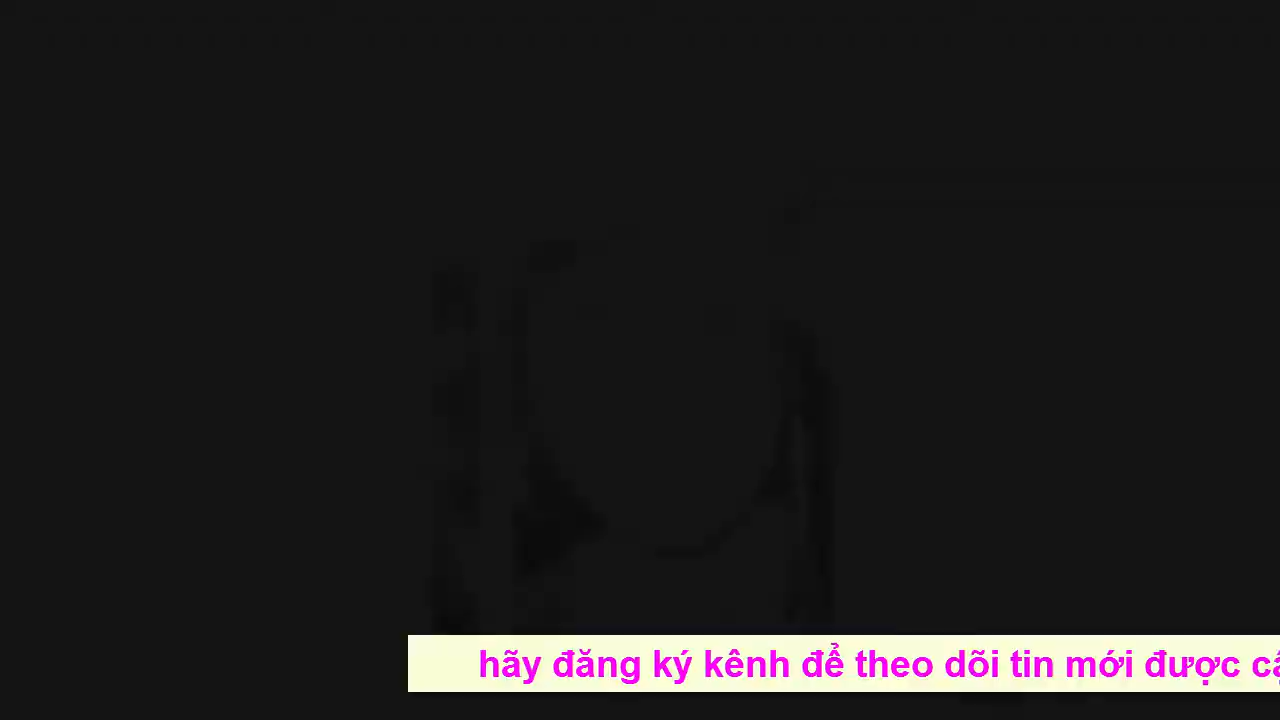 hãy đăng ký kênh để theo dõi tin mới được